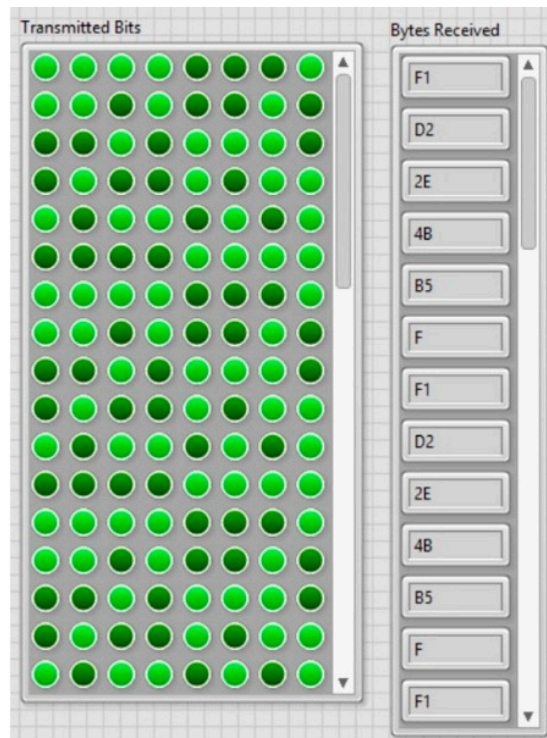 Transmitted Bits
Bytes Received
F1
D2
2E
4B
B5
F
F1
D2
2E
4B
B5
F
F1